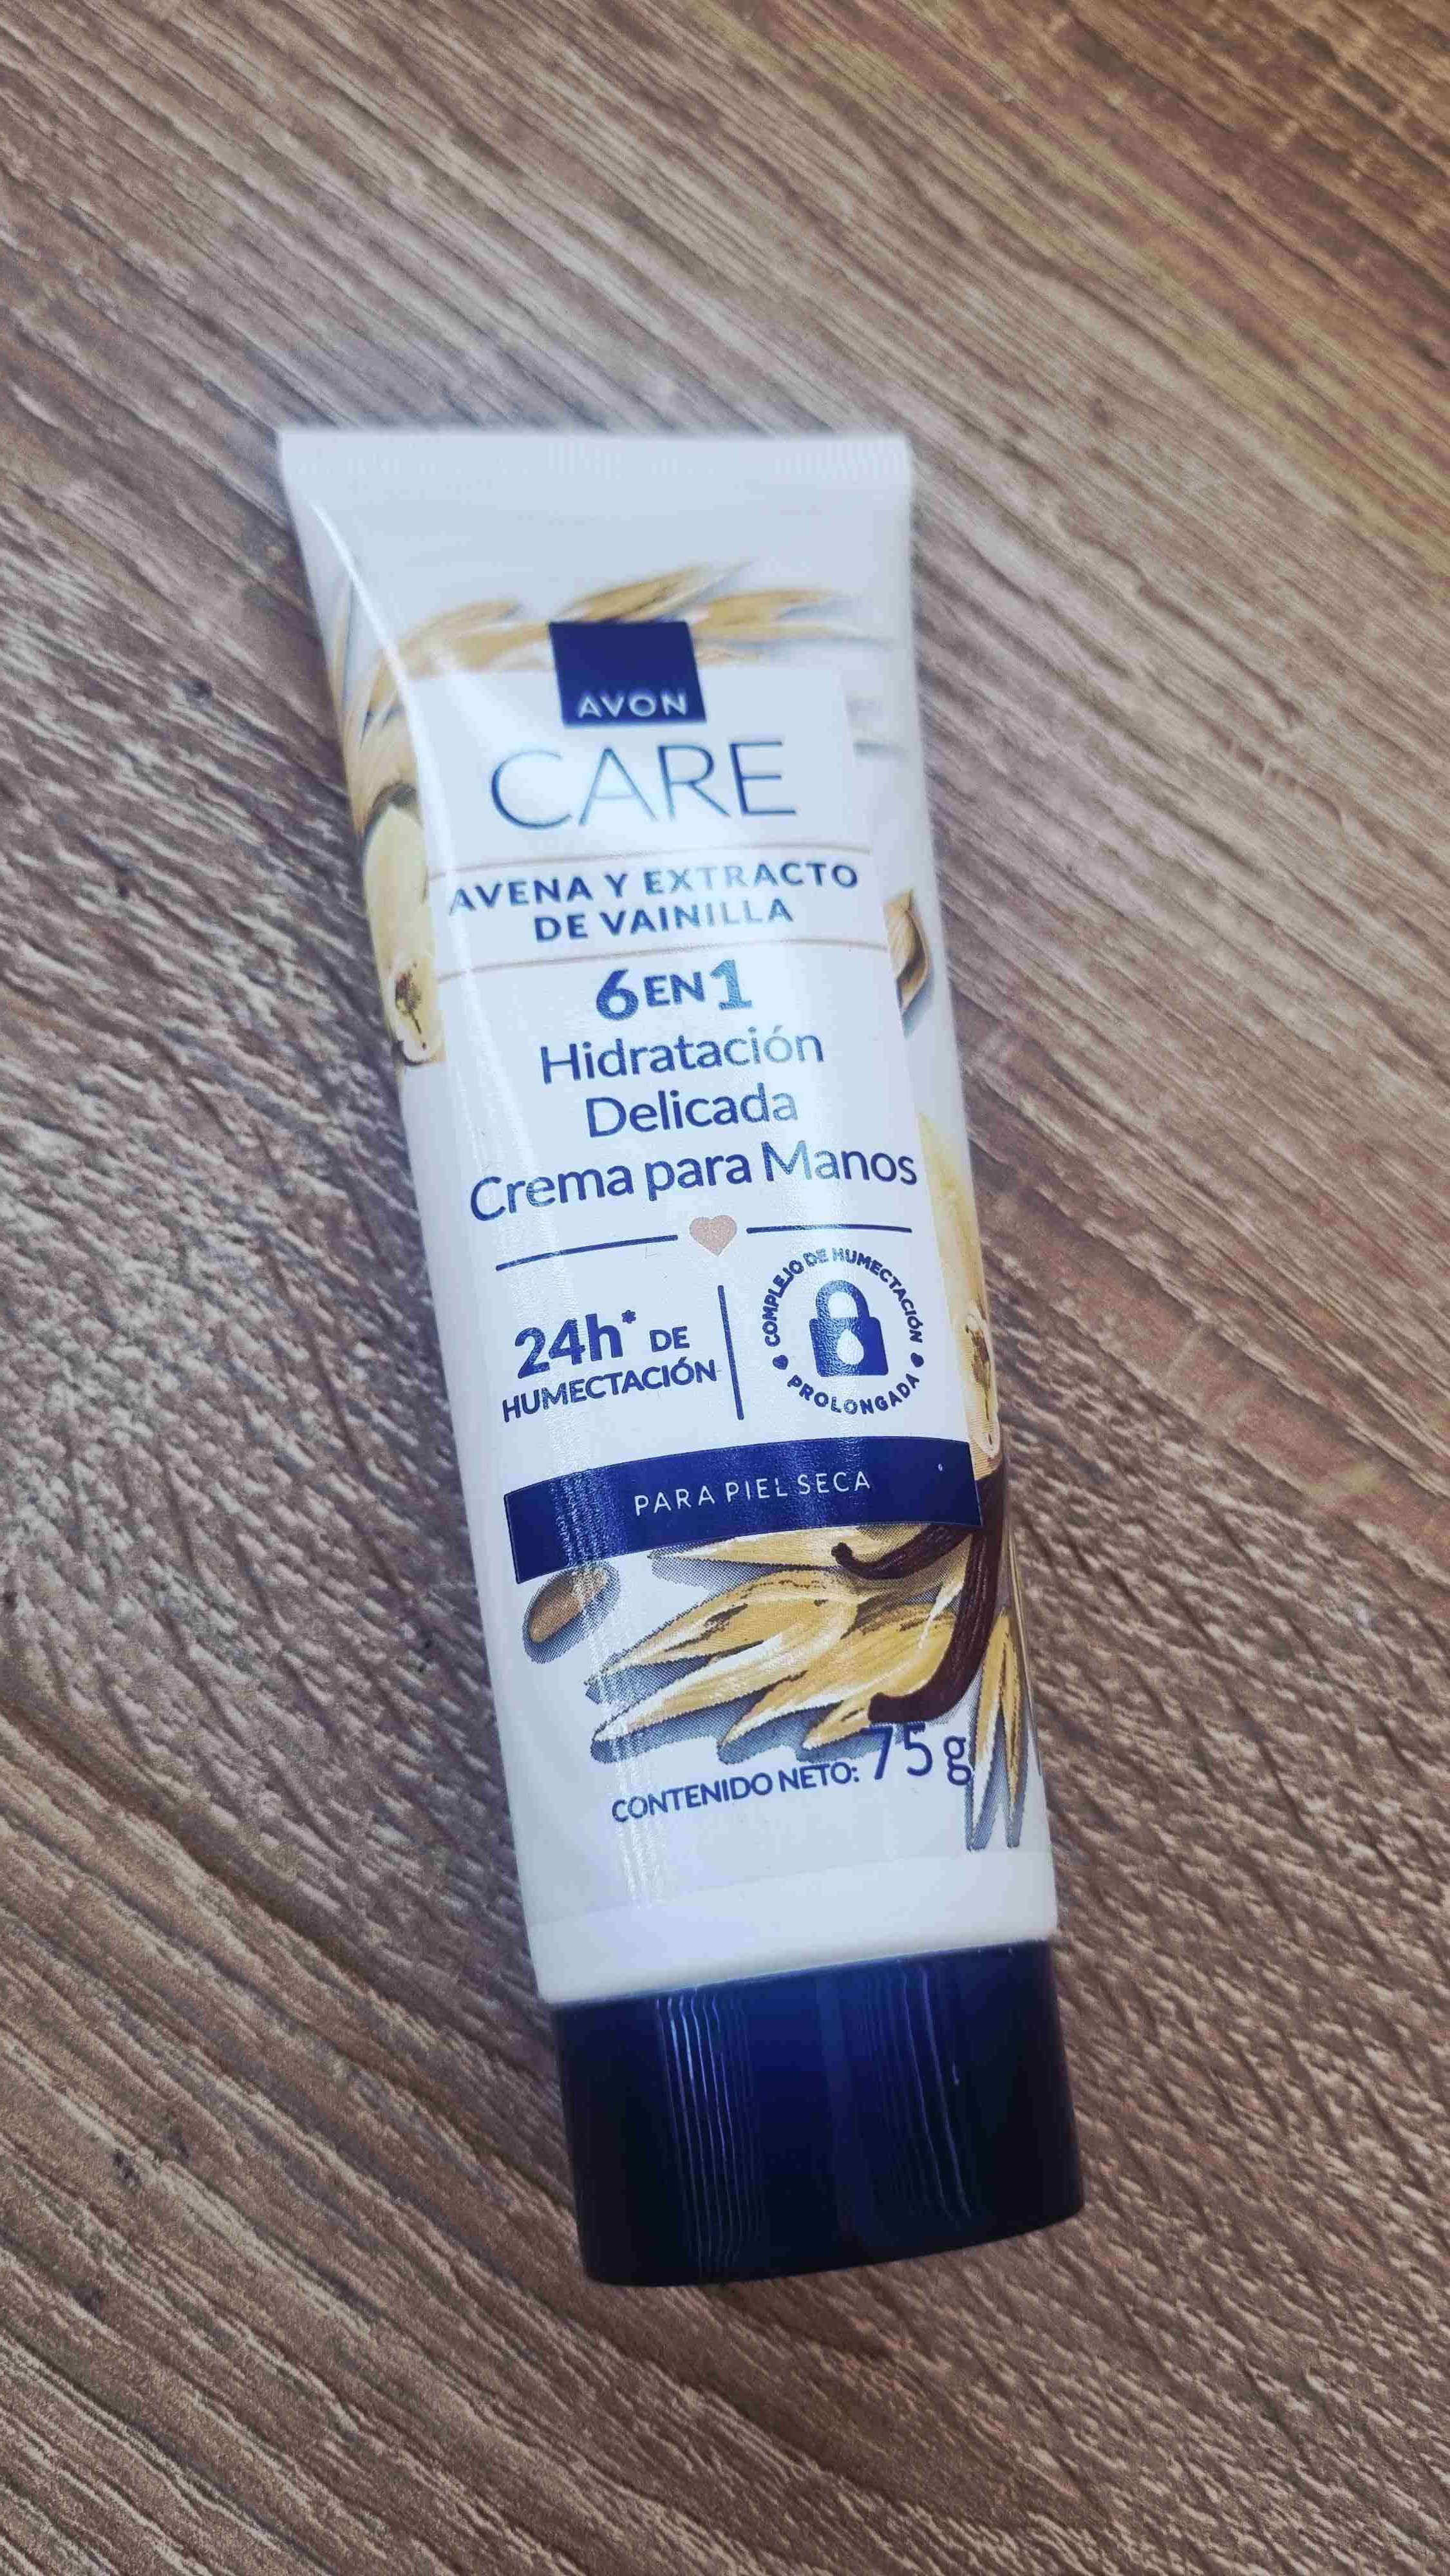 AVON
CARE
AVENA Y EXTRACTO
DE VAINILLA
6 EN 1
Hidratación
Delicada
Crema para Manos
24h* DE
HUMECTACIÓN
COMPLEJO DE HUMECTACIÓN
PROLONGADA
PARA PIEL SECA
CONTENIDO NETO: 75 g